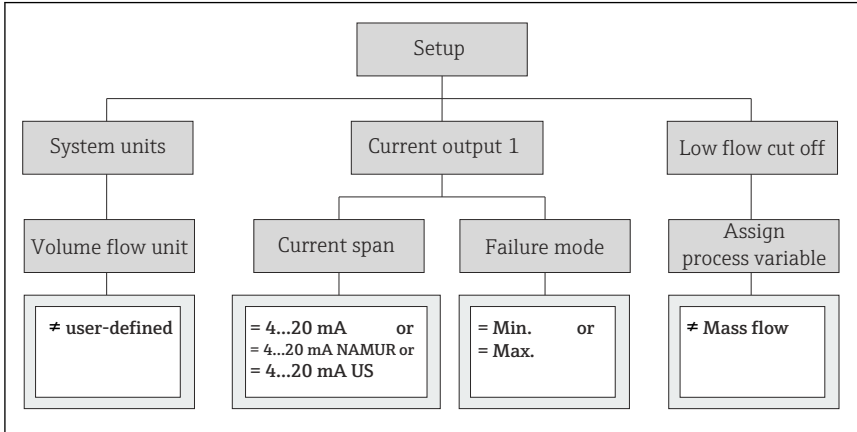 Setup
System units
Current output 1
Low flow cut off
Volume flow unit
Current span
Failure mode
Assign
process variable
≠ user-defined
= 4...20 mA or
= 4...20 mA NAMUR or
= 4...20 mA US
= Min. or
= Max.
≠ Mass flow